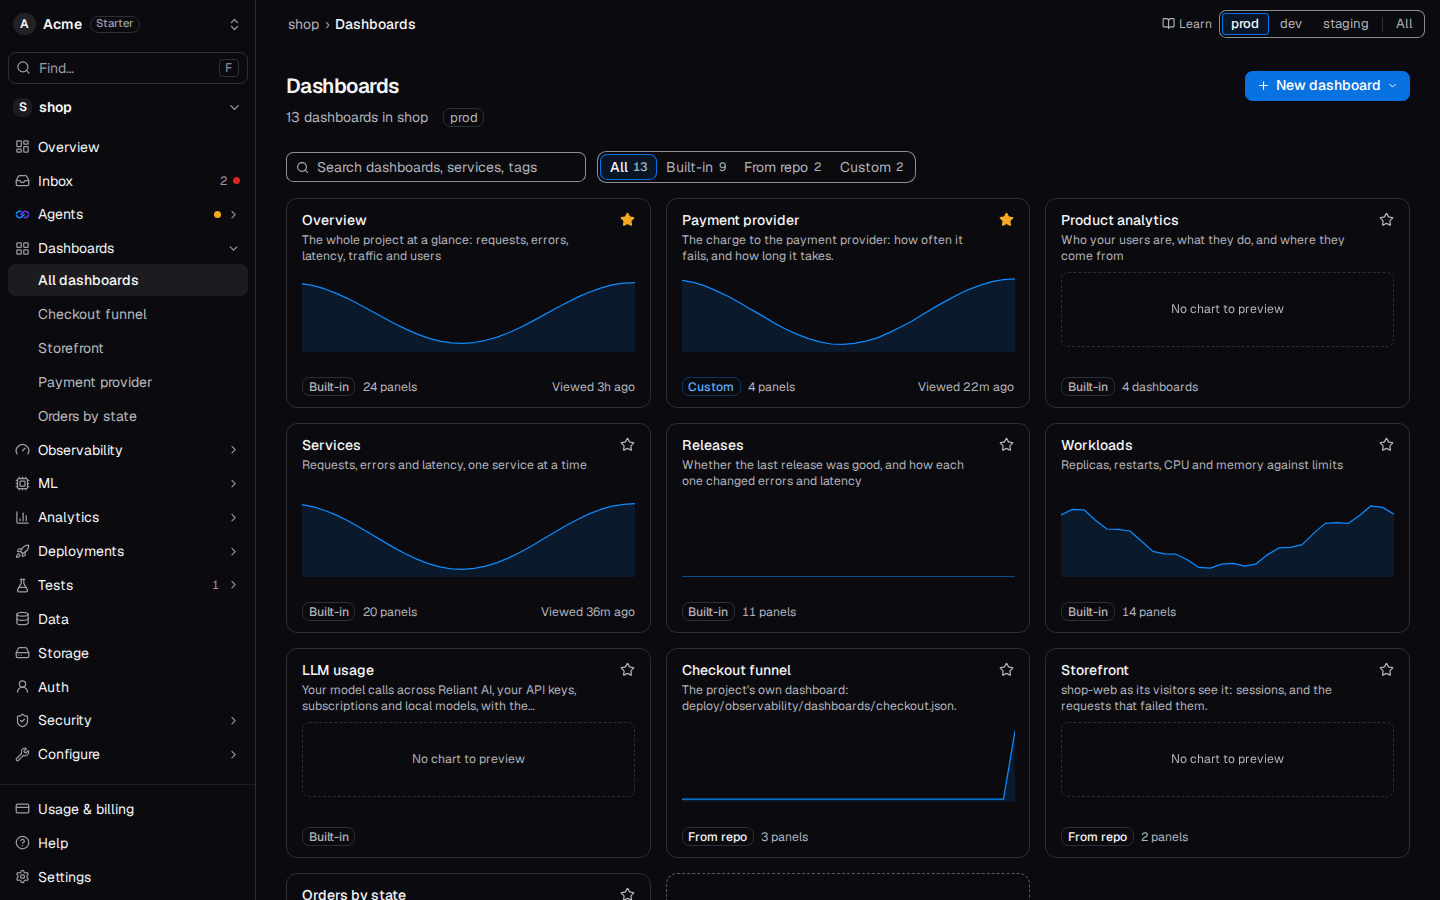 A Acme Starter
Find...
F
S shop
Overview
Inbox 2
Agents
Dashboards
All dashboards
Checkout funnel
Storefront
Payment provider
Orders by state
Observability
ML
Analytics
Deployments
Tests 1
Data
Storage
Auth
Security
Configure
Usage & billing
Help
Settings
shop › Dashboards
Learn
prod dev staging All
Dashboards
New dashboard
13 dashboards in shop prod
Search dashboards, services, tags
All 13 Built-in 9 From repo 2 Custom 2
Overview
The whole project at a glance: requests, errors,
latency, traffic and users
Built-in 24 panels Viewed 3h ago
Payment provider
The charge to the payment provider: how often it
fails, and how long it takes.
Custom 4 panels Viewed 22m ago
Product analytics
Who your users are, what they do, and where they
come from
No chart to preview
Built-in 4 dashboards
Services
Requests, errors and latency, one service at a time
Built-in 20 panels Viewed 36m ago
Releases
Whether the last release was good, and how each
one changed errors and latency
Built-in 11 panels
Workloads
Replicas, restarts, CPU and memory against limits
Built-in 14 panels
LLM usage
Your model calls across Reliant AI, your API keys,
subscriptions and local models, with the...
No chart to preview
Built-in
Checkout funnel
The project's own dashboard:
deploy/observability/dashboards/checkout.json.
From repo 3 panels
Storefront
shop-web as its visitors see it: sessions, and the
requests that failed them.
No chart to preview
From repo 2 panels
Orders by state